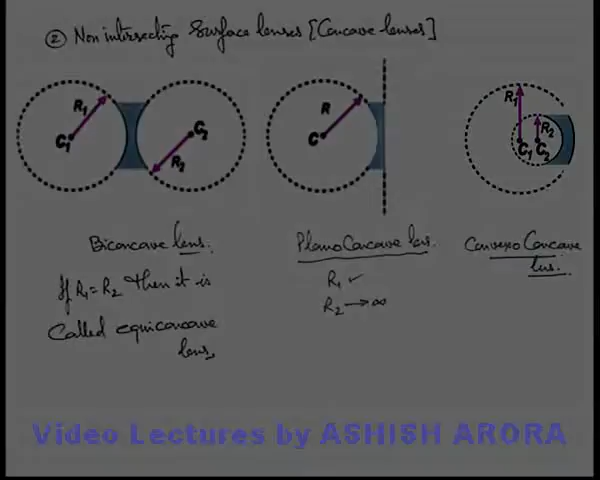 ② Non intersecting Surface lenses [Concave lenses]
R₁ C₁ C₂ R₂
R C
R₁ R₂ C₁ C₂
Biconcave lens.
If R₁ = R₂ then it is
Called equiconcave
lens,
Plano Concave lens.
R₁ ✓
R₂ → ∞
Convexo Concave
lens.
Video Lectures by ASHISH ARORA